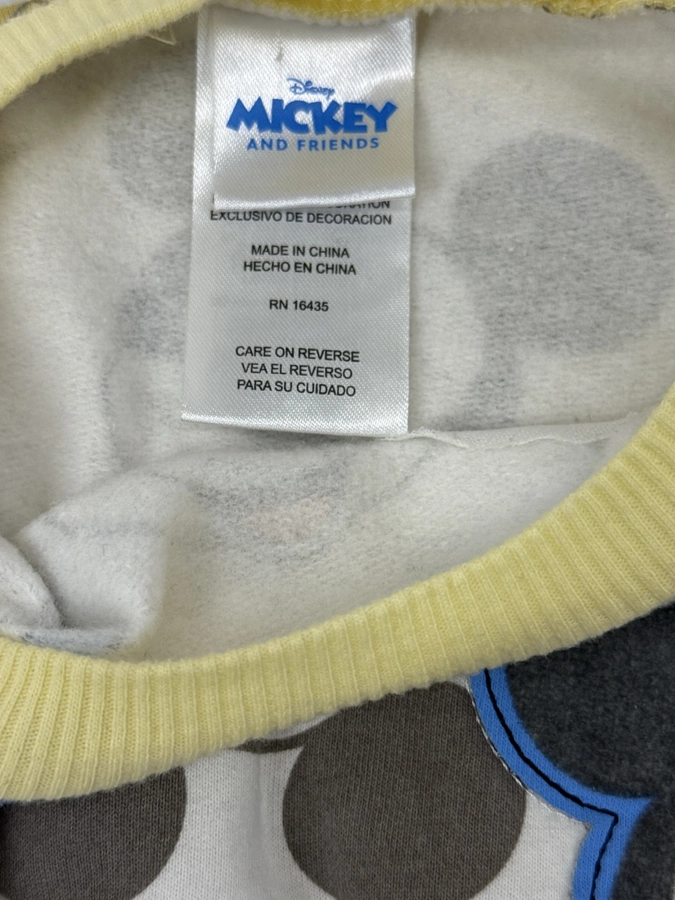 Disney
MICKEY
AND FRIENDS
EXCLUSIVO DE DECORACION
MADE IN CHINA
HECHO EN CHINA
RN 16435
CARE ON REVERSE
VEA EL REVERSO
PARA SU CUIDADO